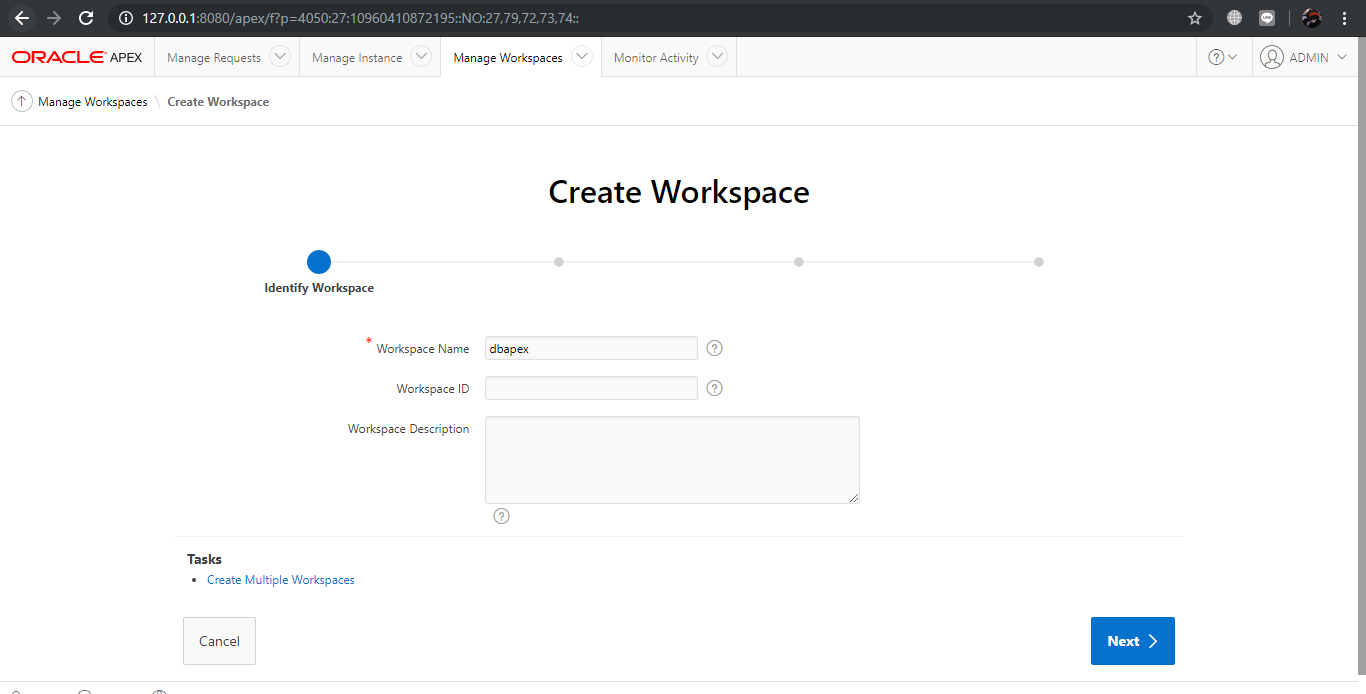 127.0.0.1:8080/apex/f?p=4050:27:10960410872195::NO:27,79,72,73,74::
ORACLE APEX Manage Requests Manage Instance Manage Workspaces Monitor Activity ? ADMIN
Manage Workspaces \ Create Workspace
Create Workspace
Identify Workspace
* Workspace Name dbapex ?
Workspace ID ?
Workspace Description
?
Tasks
• Create Multiple Workspaces
Cancel Next